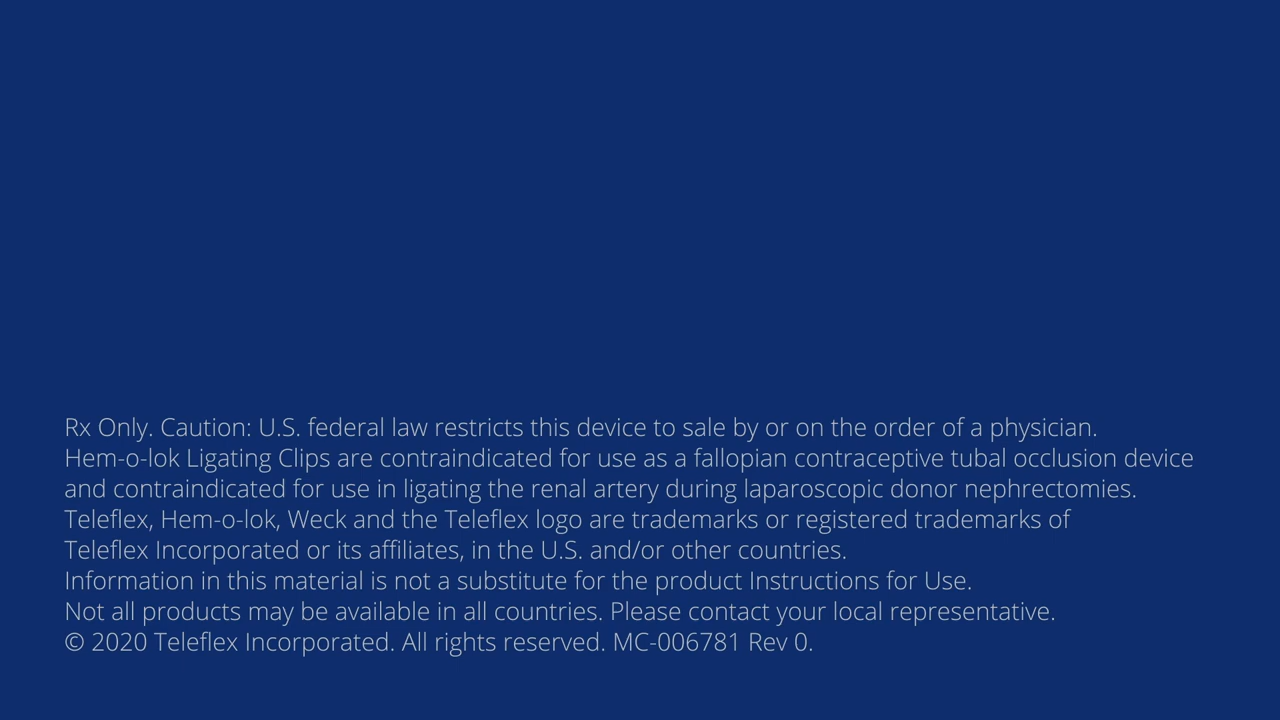 Rx Only. Caution: U.S. federal law restricts this device to sale by or on the order of a physician.
Hem-o-lok Ligating Clips are contraindicated for use as a fallopian contraceptive tubal occlusion device
and contraindicated for use in ligating the renal artery during laparoscopic donor nephrectomies.
Teleflex, Hem-o-lok, Weck and the Teleflex logo are trademarks or registered trademarks of
Teleflex Incorporated or its affiliates, in the U.S. and/or other countries.
Information in this material is not a substitute for the product Instructions for Use.
Not all products may be available in all countries. Please contact your local representative.
© 2020 Teleflex Incorporated. All rights reserved. MC-006781 Rev 0.